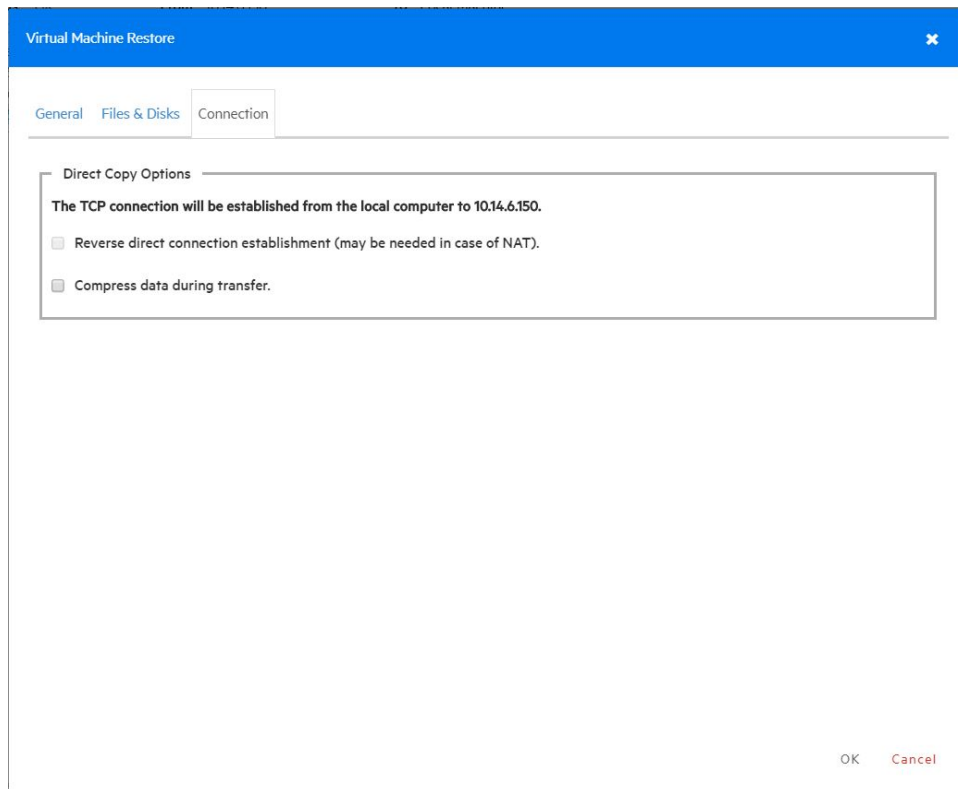 Virtual Machine Restore
General Files & Disks Connection
Direct Copy Options
The TCP connection will be established from the local computer to 10.14.6.150.
Reverse direct connection establishment (may be needed in case of NAT).
Compress data during transfer.
OK Cancel